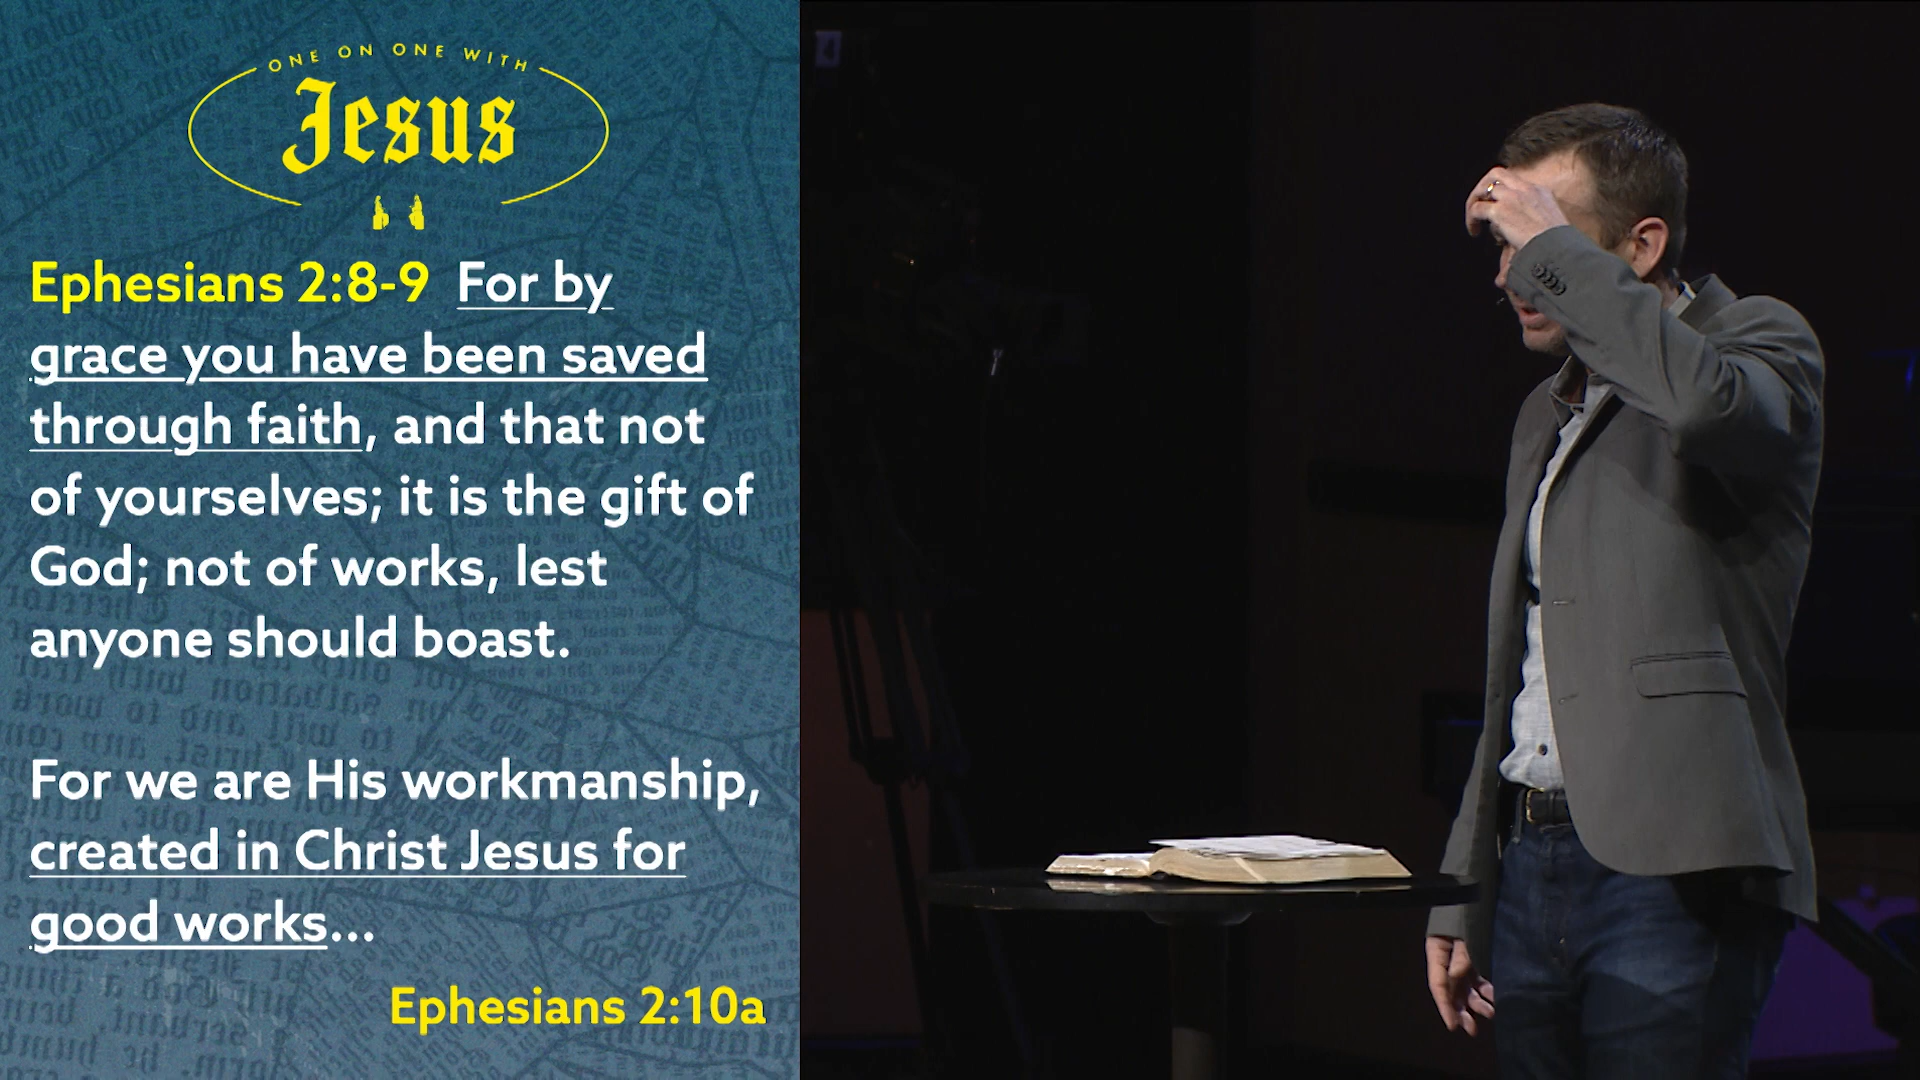 ONE ON ONE WITH
Jesus
Ephesians 2:8-9 For by
grace you have been saved
through faith, and that not
of yourselves; it is the gift of
God; not of works, lest
anyone should boast.
For we are His workmanship,
created in Christ Jesus for
good works...
Ephesians 2:10a